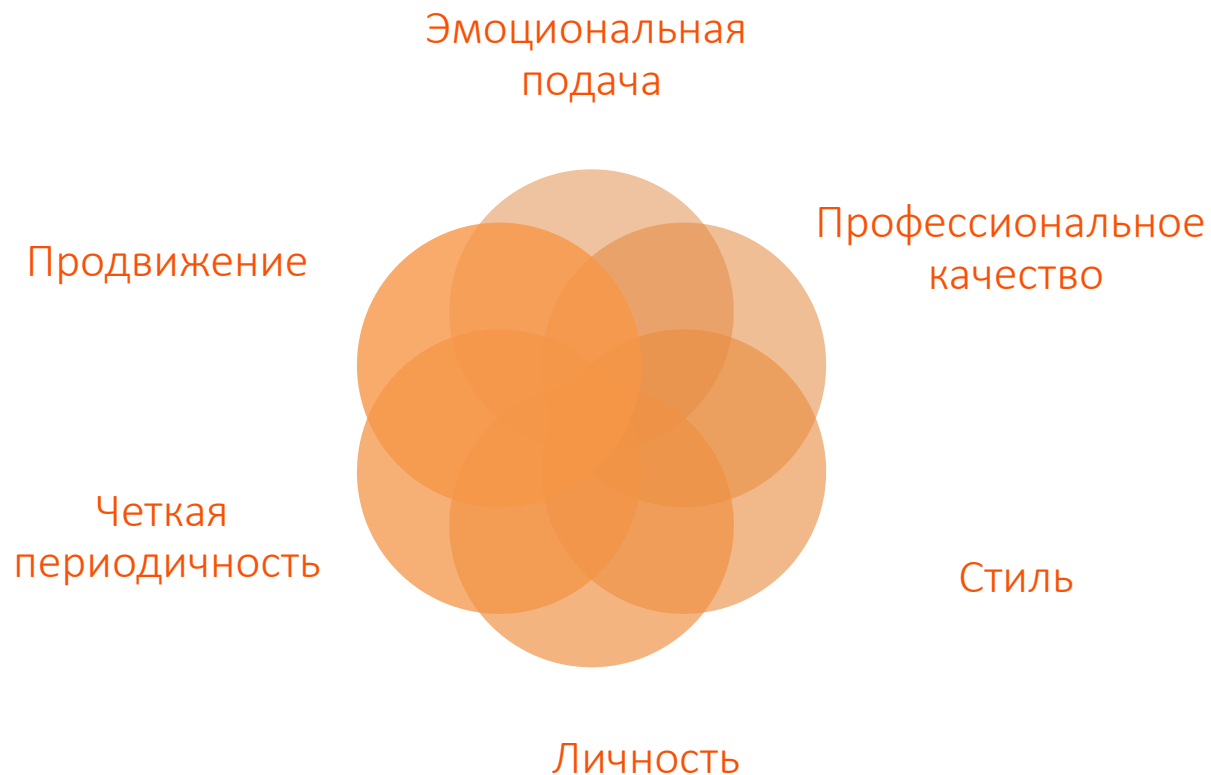 Эмоциональная
подача
Профессиональное
качество
Продвижение
Четкая
периодичность
Стиль
Личность